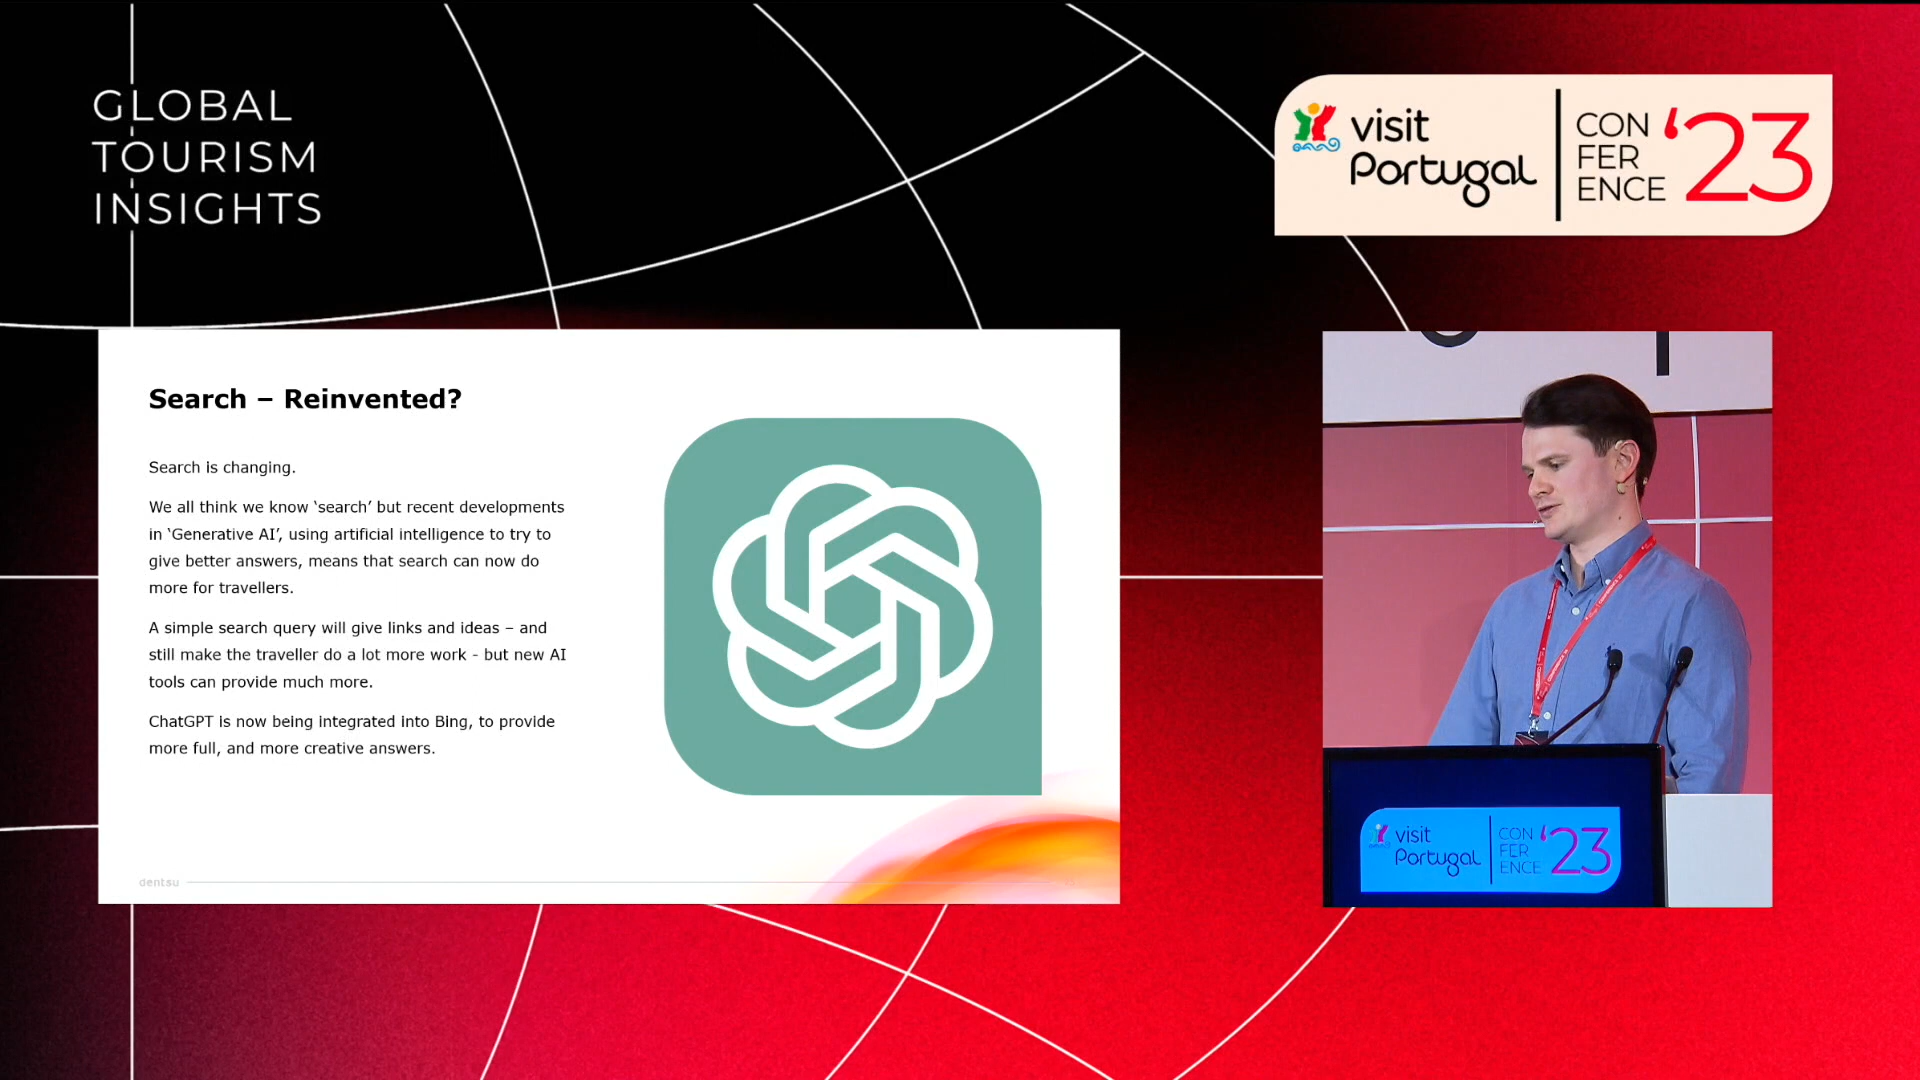 GLOBAL
TOURISM
INSIGHTS
visit
Portugal
CON
FER
ENCE
'23
Search – Reinvented?
Search is changing.
We all think we know ‘search’ but recent developments
in ‘Generative AI’, using artificial intelligence to try to
give better answers, means that search can now do
more for travellers.
A simple search query will give links and ideas – and
still make the traveller do a lot more work - but new AI
tools can provide much more.
ChatGPT is now being integrated into Bing, to provide
more full, and more creative answers.
dentsu
visit
Portugal
CON
FER
ENCE
'23